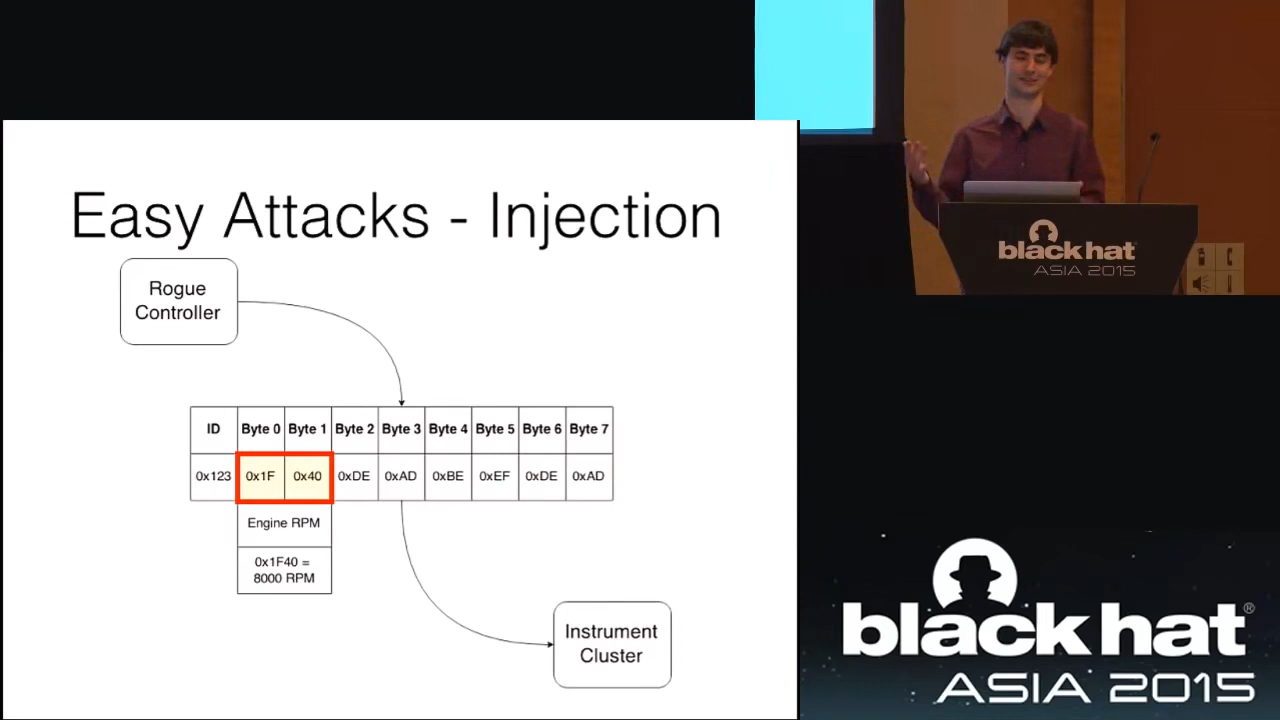 Easy Attacks - Injection
Rogue
Controller
ID Byte 0 Byte 1 Byte 2 Byte 3 Byte 4 Byte 5 Byte 6 Byte 7
0x123 0x1F 0x40 0xDE 0xAD 0xBE 0xEF 0xDE 0xAD
Engine RPM
0x1F40 =
8000 RPM
Instrument
Cluster
black hat
ASIA 2015
black hat®
ASIA 2015